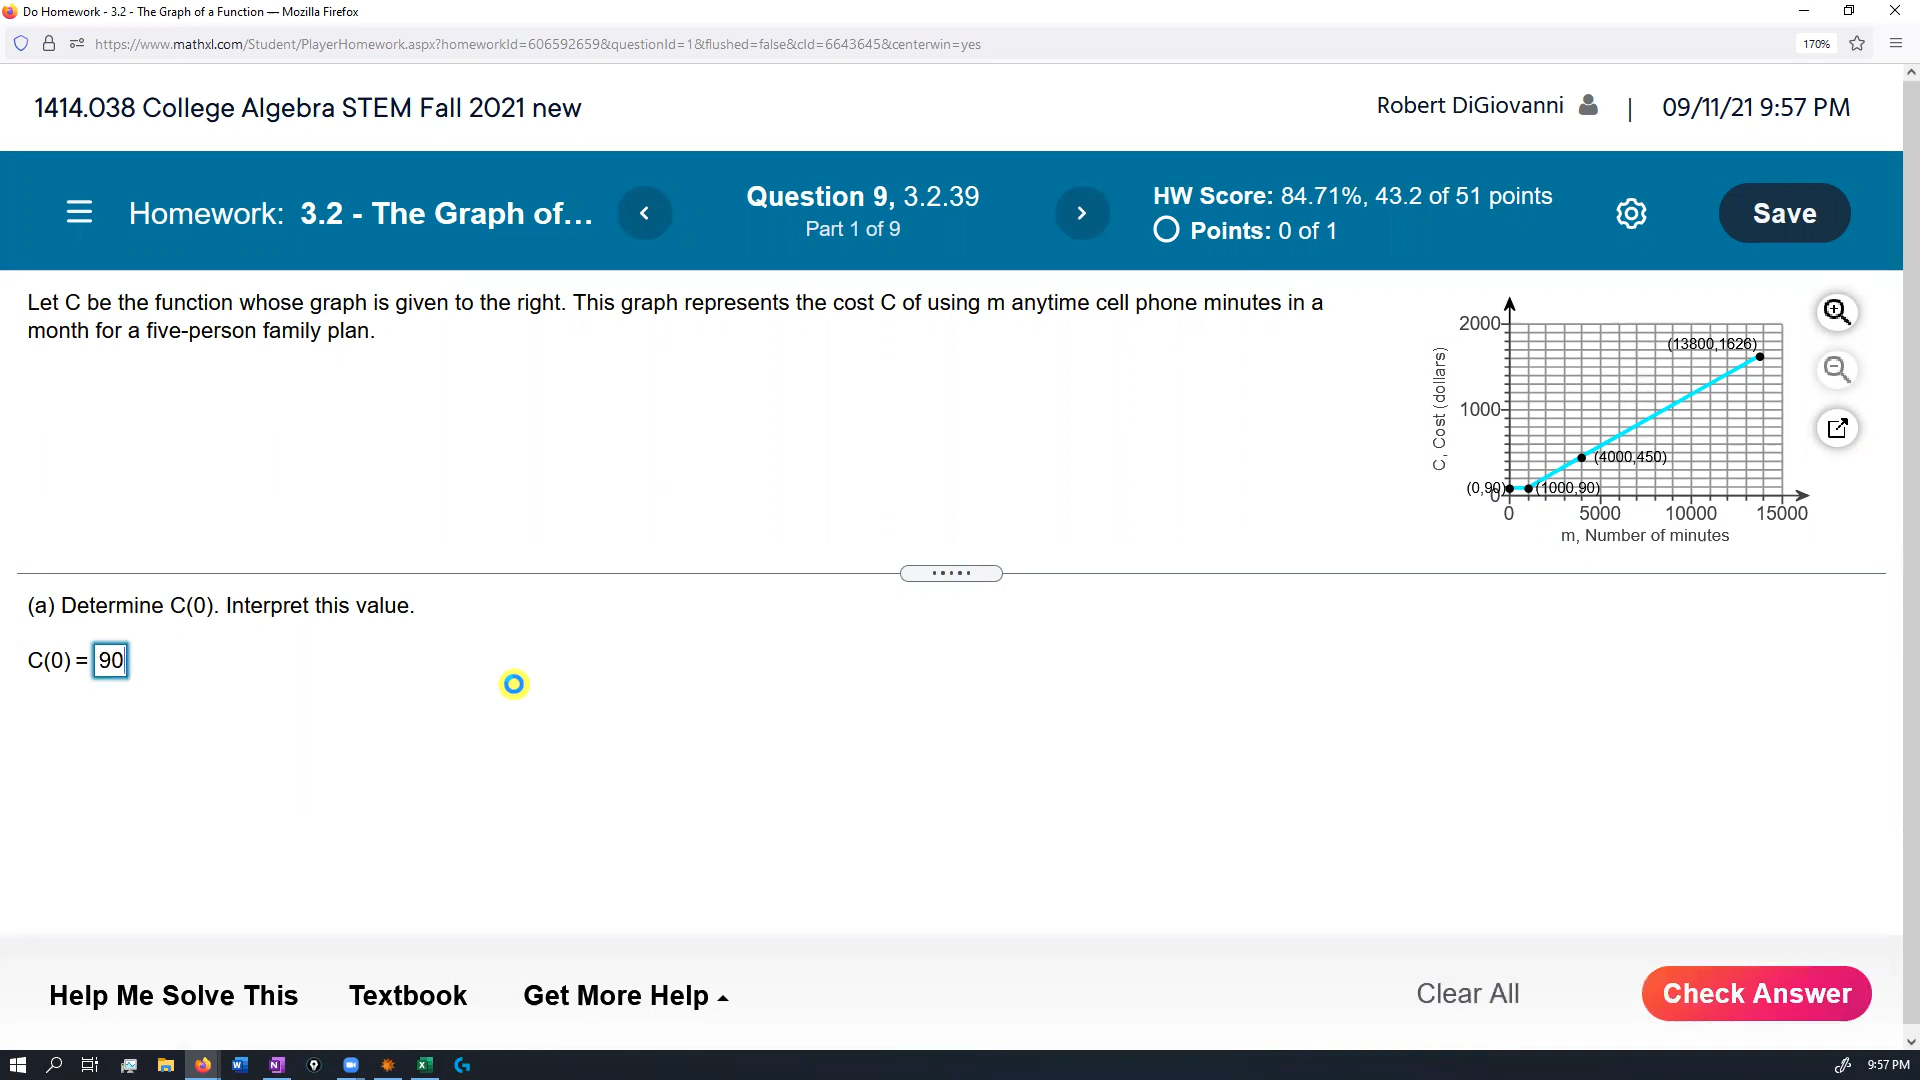 Do Homework - 3.2 - The Graph of a Function — Mozilla Firefox
https://www.mathxl.com/Student/PlayerHomework.aspx?homeworkId=606592659&questionId=1&flushed=false&cId=6643645&centerwin=yes
170%
1414.038 College Algebra STEM Fall 2021 new
Robert DiGiovanni | 09/11/21 9:57 PM
Homework: 3.2 - The Graph of...
Question 9, 3.2.39
Part 1 of 9
HW Score: 84.71%, 43.2 of 51 points
Points: 0 of 1
Save
Let C be the function whose graph is given to the right. This graph represents the cost C of using m anytime cell phone minutes in a
month for a five-person family plan.
C, Cost (dollars)
2000
1000
0
(13800,1626)
(4000,450)
(0,90)
(1000,90)
0 5000 10000 15000
m, Number of minutes
(a) Determine C(0). Interpret this value.
C(0) = 90
Help Me Solve This
Textbook
Get More Help
Clear All
Check Answer
9:57 PM